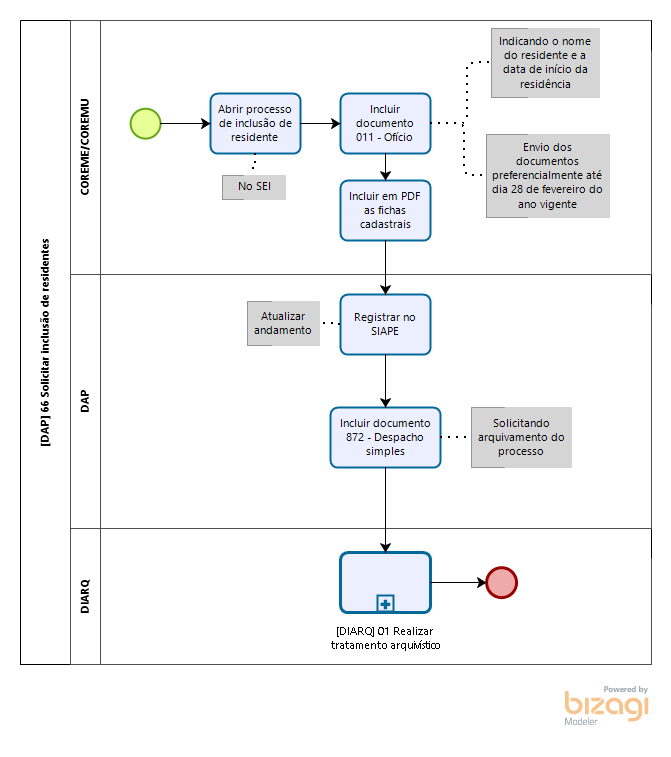 [DAP] 66 Solicitar inclusão de residentes
COREME/COREMU
Abrir processo
de inclusão de
residente
No SEI
Incluir
documento
011 - Ofício
Indicando o nome
do residente e a
data de início da
residência
Envio dos
documentos
preferencialmente até
dia 28 de fevereiro do
ano vigente
Incluir em PDF
as fichas
cadastrais
DAP
Atualizar
andamento
Registrar no
SIAPE
Incluir documento
872 - Despacho
simples
Solicitando
arquivamento do
processo
DIARQ
[DIARQ] 01 Realizar
tratamento arquivístico
Powered by
bizagi
Modeler